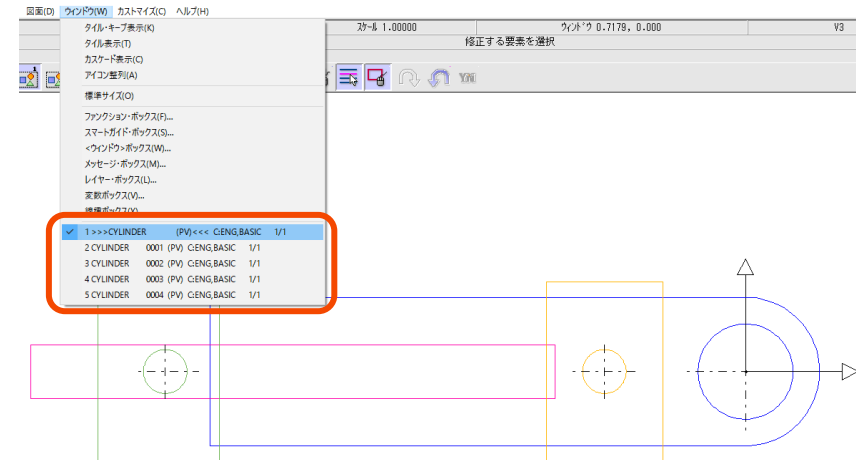 図面(D) ウィンドウ(W) カストマイズ(C) ヘルプ(H)
スケール 1.00000 ウィンドウ 0.7179, 0.000 V3
修正する要素を選択
タイル・キープ表示(K)
タイル表示(T)
カスケード表示(C)
アイコン整列(A)
標準サイズ(O)
ファンクション・ボックス(F)...
スマートガイド・ボックス(S)...
<ウィンドウ>ボックス(W)...
メッセージ・ボックス(M)...
レイヤー・ボックス(L)...
変数ボックス(V)...
1 >>>CYLINDER (PV)<<< C:ENG,BASIC 1/1
2 CYLINDER 0001 (PV) C:ENG,BASIC 1/1
3 CYLINDER 0002 (PV) C:ENG,BASIC 1/1
4 CYLINDER 0003 (PV) C:ENG,BASIC 1/1
5 CYLINDER 0004 (PV) C:ENG,BASIC 1/1